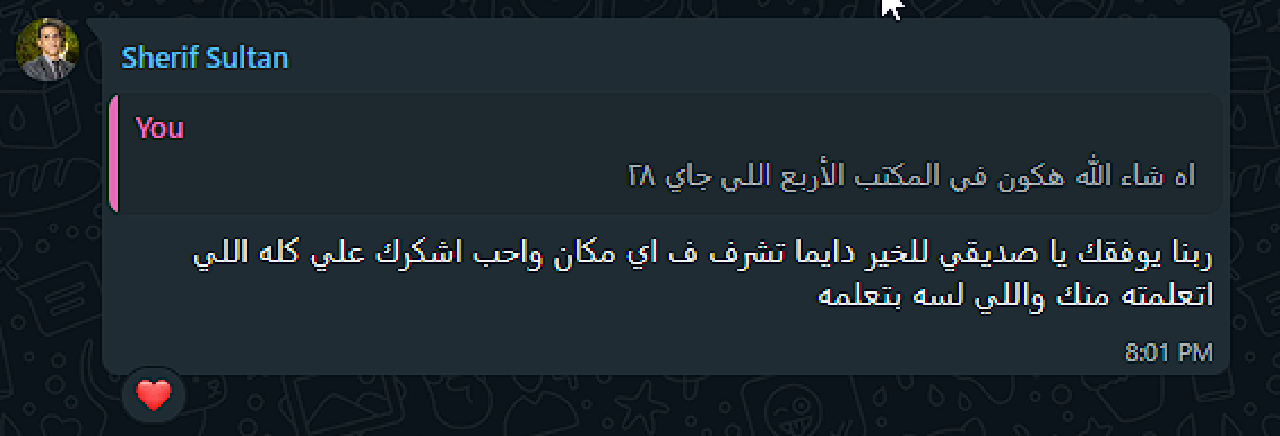 Sherif Sultan
You
اه شاء الله هكون في المكتب الأربع اللي جاي ٢٨
ربنا يوفقك يا صديقي للخير دايما تشرف ف اي مكان واحب اشكرك علي كله اللي
اتعلمته منك واللي لسه بتعلمه
8:01 PM